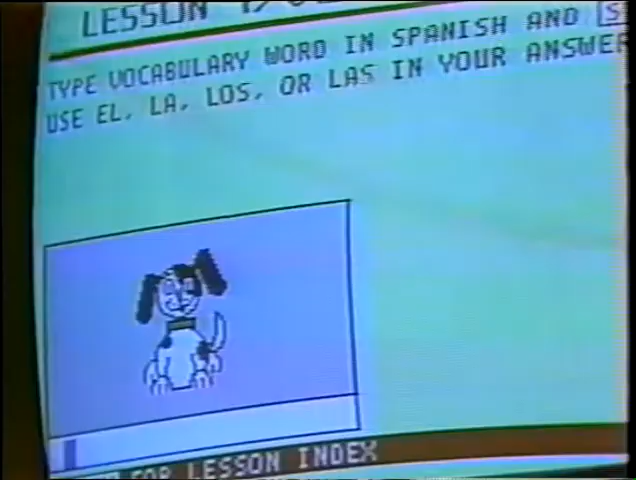 LESSON
TYPE VOCABULARY WORD IN SPANISH AND
USE EL, LA, LOS, OR LAS IN YOUR ANSWER
FOR LESSON INDEX